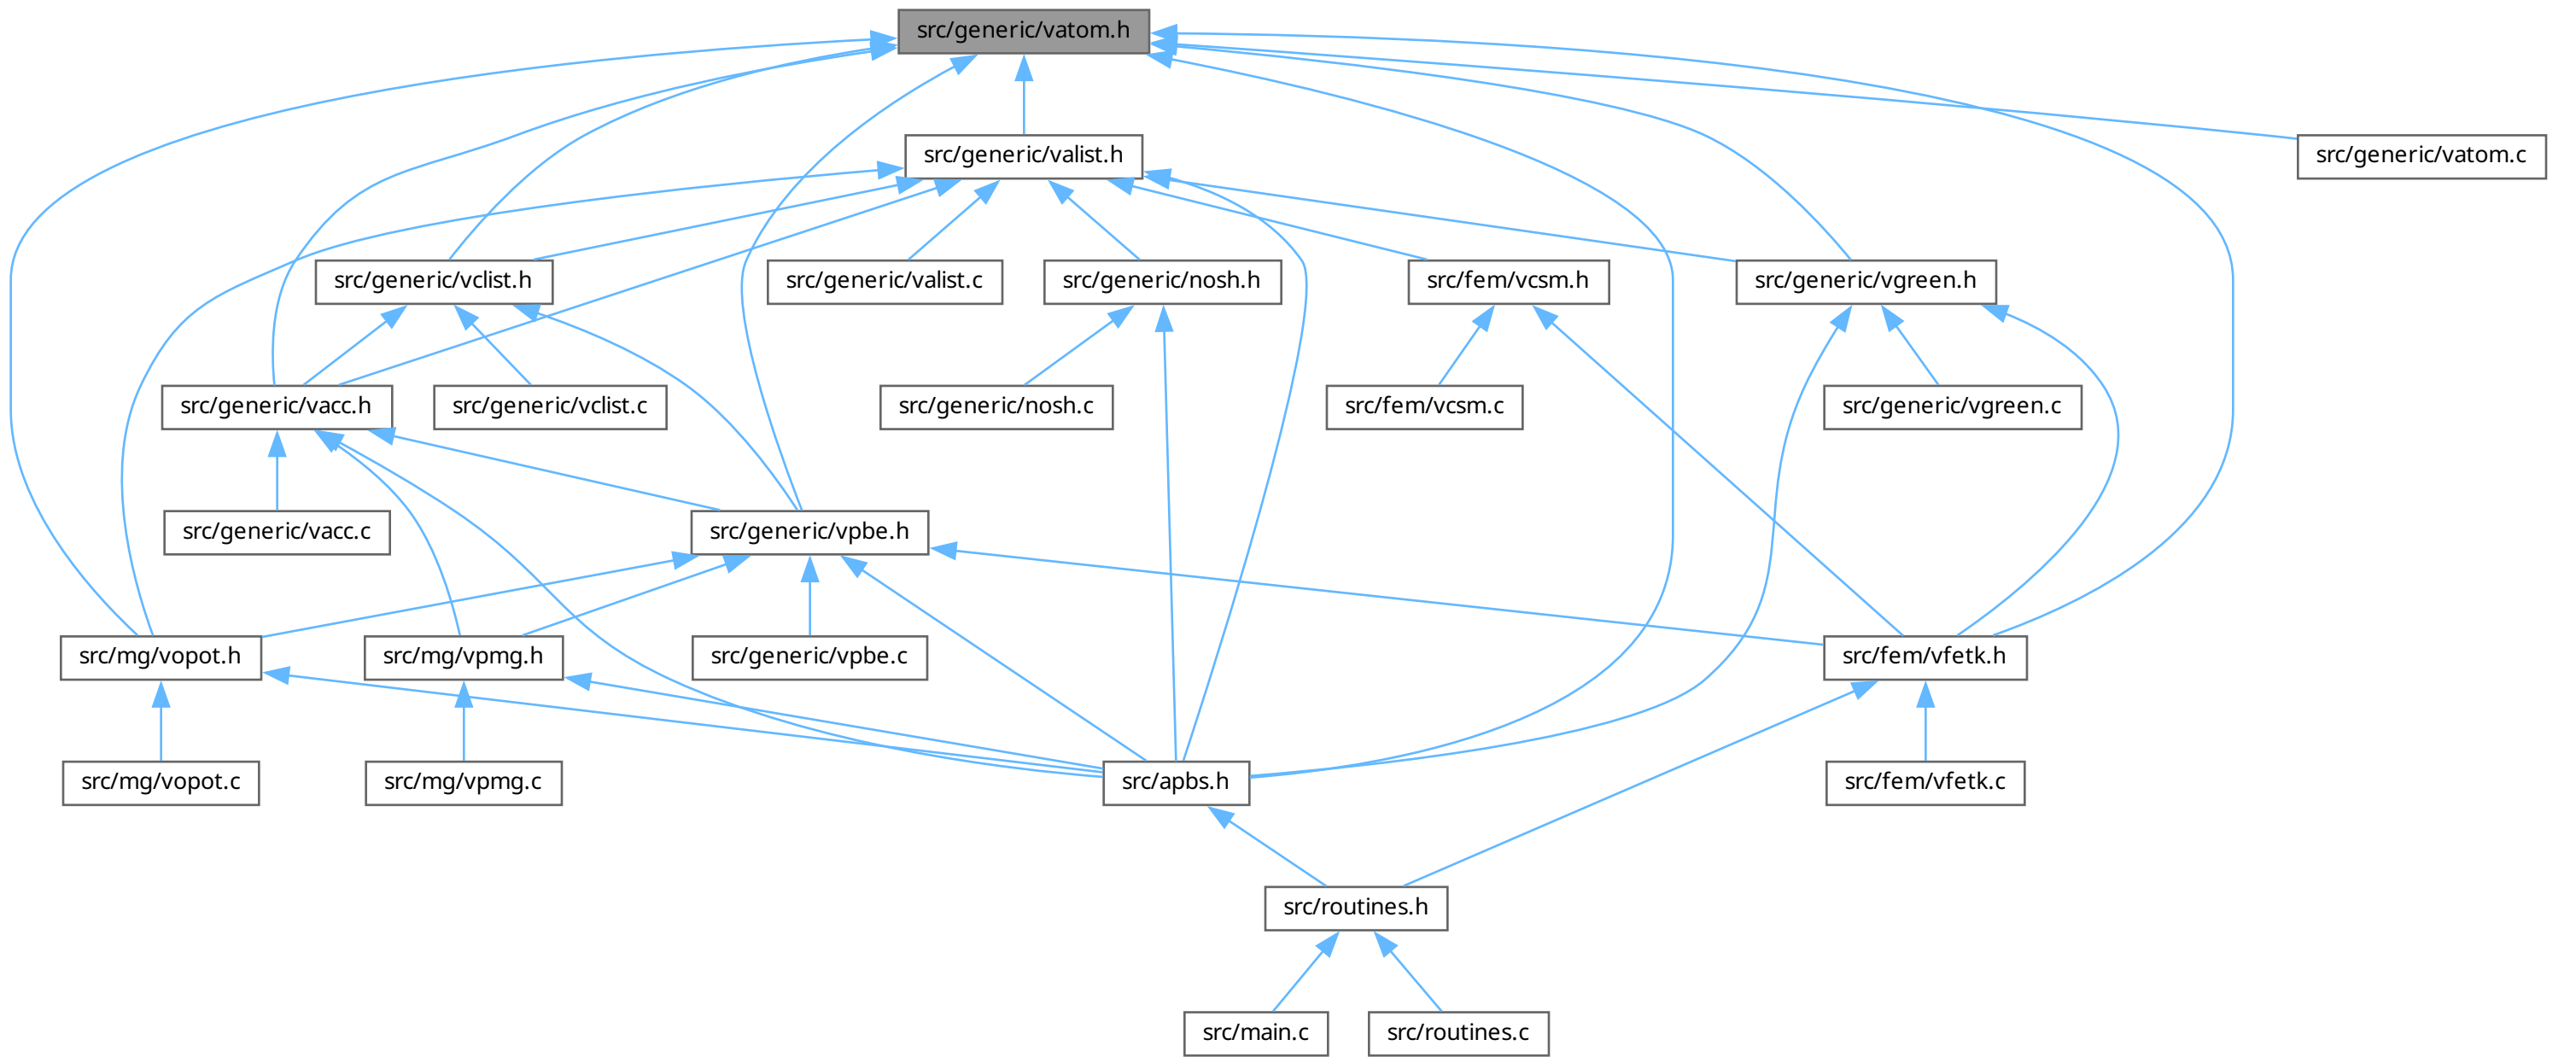 src/generic/vatom.h
src/generic/valist.h
src/generic/vatom.c
src/generic/vclist.h
src/generic/valist.c
src/generic/nosh.h
src/fem/vcsm.h
src/generic/vgreen.h
src/generic/vacc.h
src/generic/vclist.c
src/generic/nosh.c
src/fem/vcsm.c
src/generic/vgreen.c
src/generic/vacc.c
src/generic/vpbe.h
src/mg/vopot.h
src/mg/vpmg.h
src/generic/vpbe.c
src/fem/vfetk.h
src/mg/vopot.c
src/mg/vpmg.c
src/apbs.h
src/fem/vfetk.c
src/routines.h
src/main.c
src/routines.c